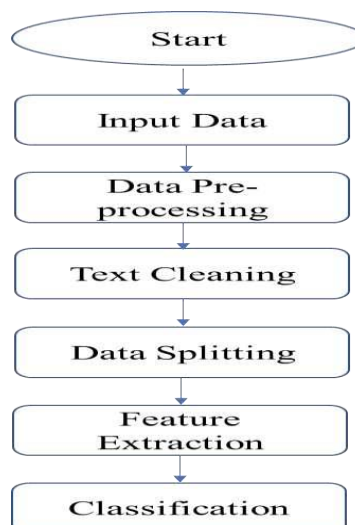 Start
Input Data
Data Pre-
processing
Text Cleaning
Data Splitting
Feature
Extraction
Classification